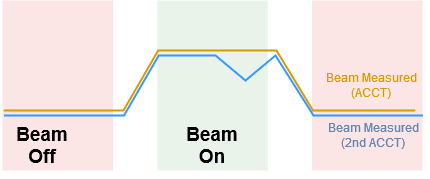 Beam Measured
(ACCT)
Beam
Off
Beam
On
Beam Measured
(2nd ACCT)